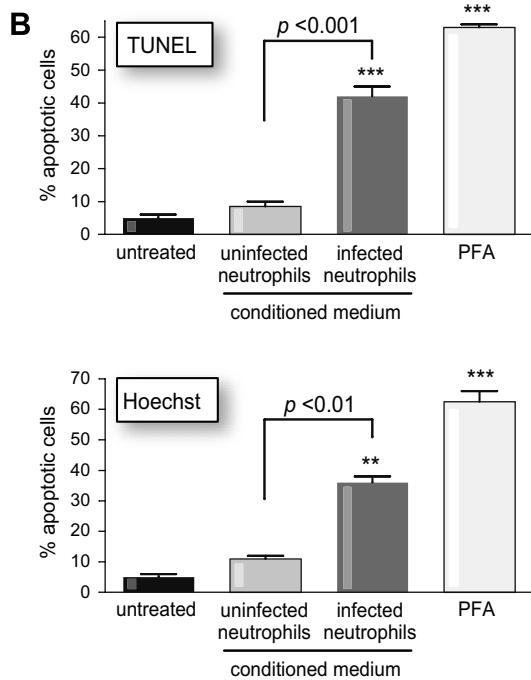 B
TUNEL
p <0.001
***
***
% apoptotic cells
60
50
40
30
20
10
0
untreated
uninfected neutrophils
infected neutrophils
PFA
conditioned medium
Hoechst
p <0.01
**
***
% apoptotic cells
70
60
50
40
30
20
10
0
untreated
uninfected neutrophils
infected neutrophils
PFA
conditioned medium